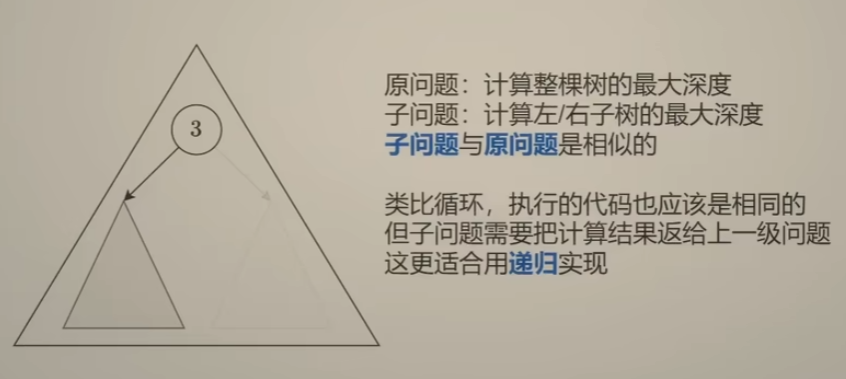 3
原问题：计算整棵树的最大深度
子问题：计算左/右子树的最大深度
子问题与原问题是相似的
类比循环，执行的代码也应该是相同的
但子问题需要把计算结果返给上一级问题
这更适合用递归实现